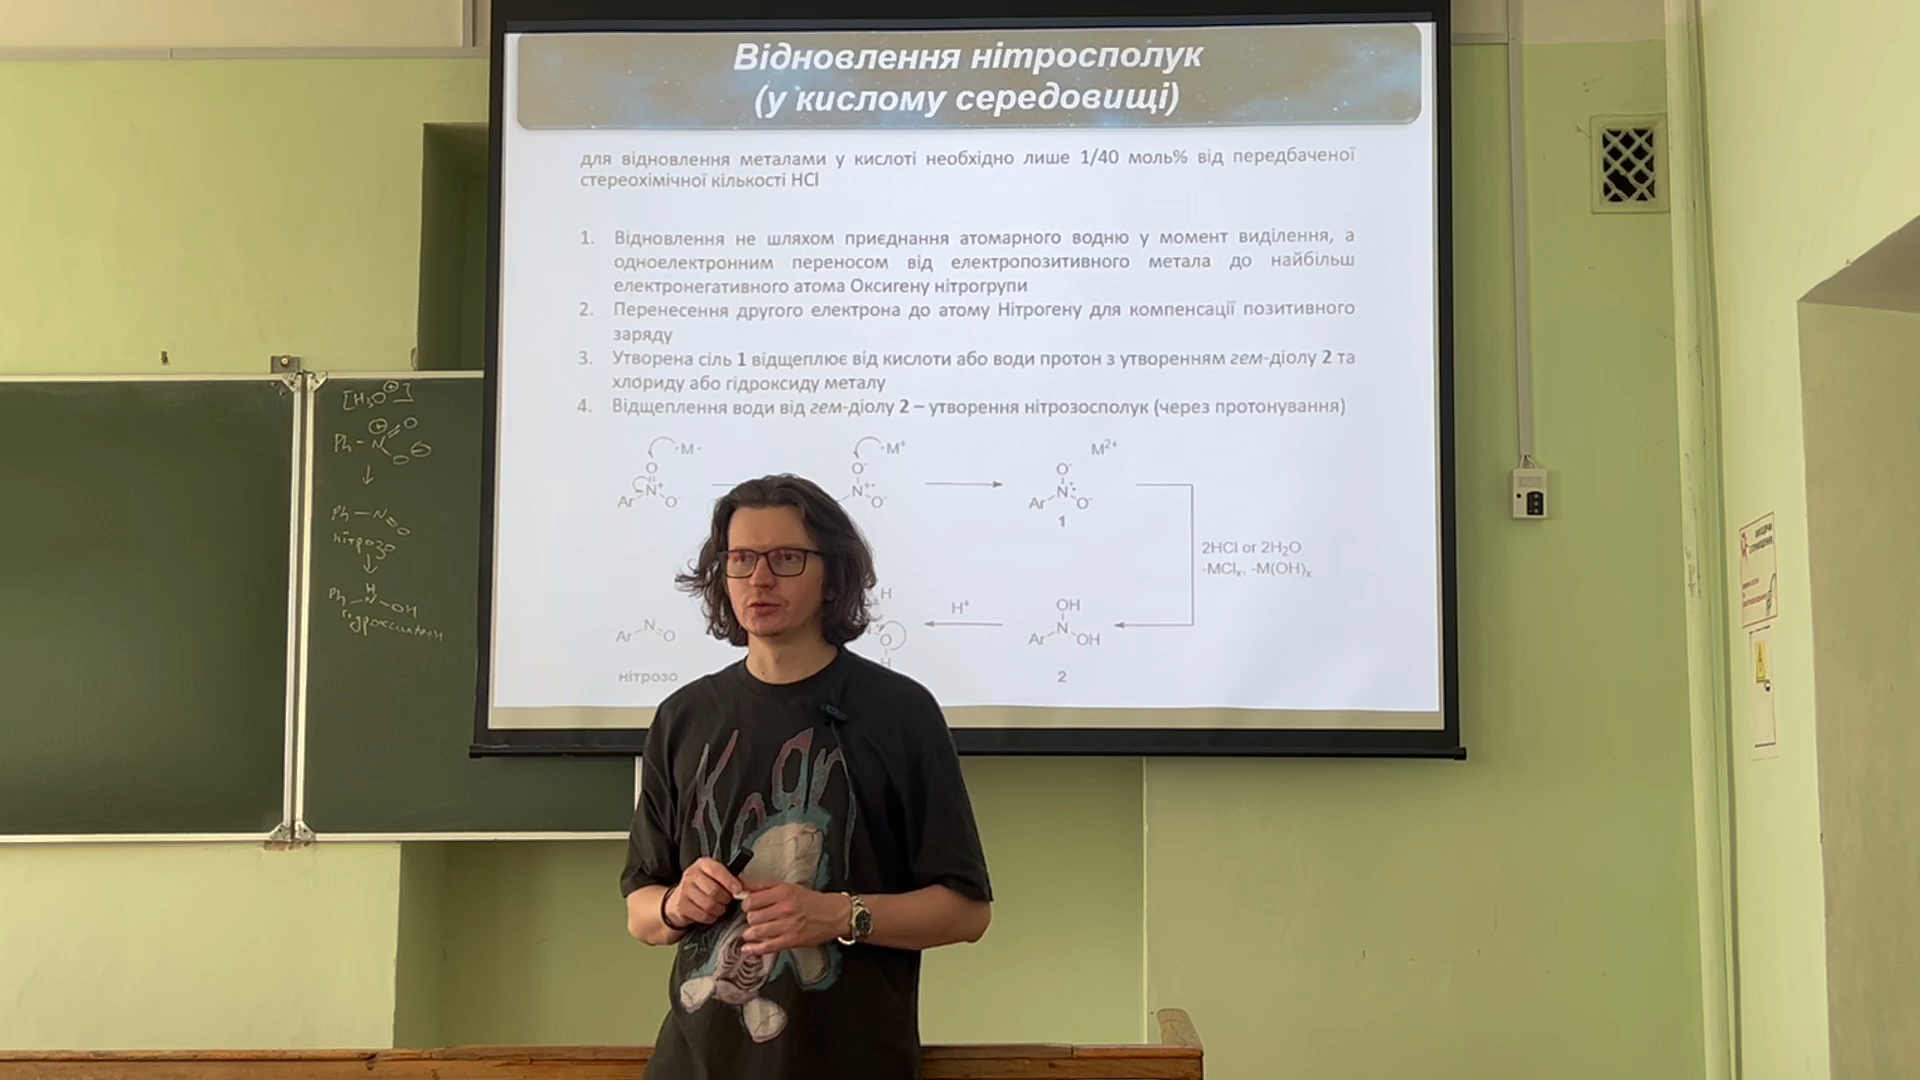 Відновлення нітросполук
(у кислому середовищі)
для відновлення металами у кислоті необхідно лише 1/40 моль% від передбаченої
стереохімічної кількості HCl
1. Відновлення не шляхом приєднання атомарного водню у момент виділення, а
одноелектронним переносом від електропозитивного метала до найбільш
електронегативного атома Оксигену нітрогрупи
2. Перенесення другого електрона до атому Нітрогену для компенсації позитивного
заряду
3. Утворена сіль 1 відщеплює від кислоти або води протон з утворенням гем-діолу 2 та
хлориду або гідроксиду металу
4. Відщеплення води від гем-діолу 2 – утворення нітрозосполук (через протонування)
·M· ·M⁺ M²⁺
O O⁻ O⁻
Ar N⁺ O⁻ N⁺· O⁻ Ar N: O⁻
1
2HCl or 2H₂O
-MClₓ, -M(OH)ₓ
H H⁺ OH
Ar N O O Ar N OH
H
нітрозо 2
[H₃O⊕]
Ph-N⊕ O O⊖
↓
Ph-N=O
нітрозо
↓
H
Ph-N-OH
Kogn